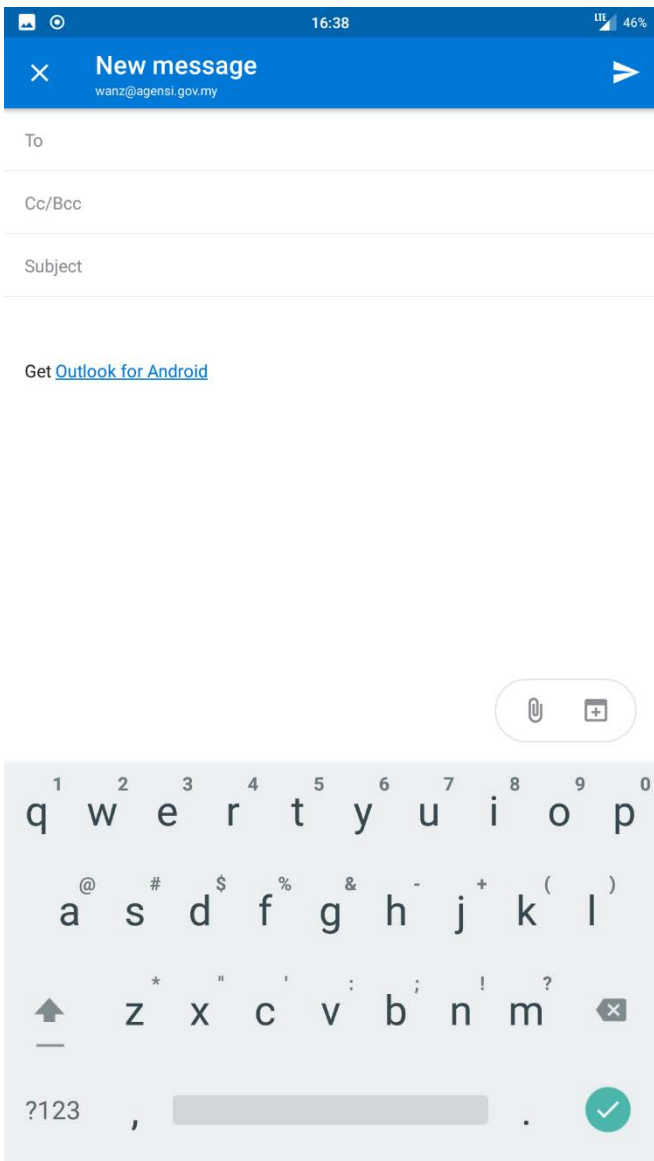 16:38
LTE 46%
New message
wanz@agensi.gov.my
To
Cc/Bcc
Subject
Get Outlook for Android
1 2 3 4 5 6 7 8 9 0
q w e r t y u i o p
@ # $ % & - + ( )
a s d f g h j k l
* " ' : ; ! ?
z x c v b n m
?123 , .